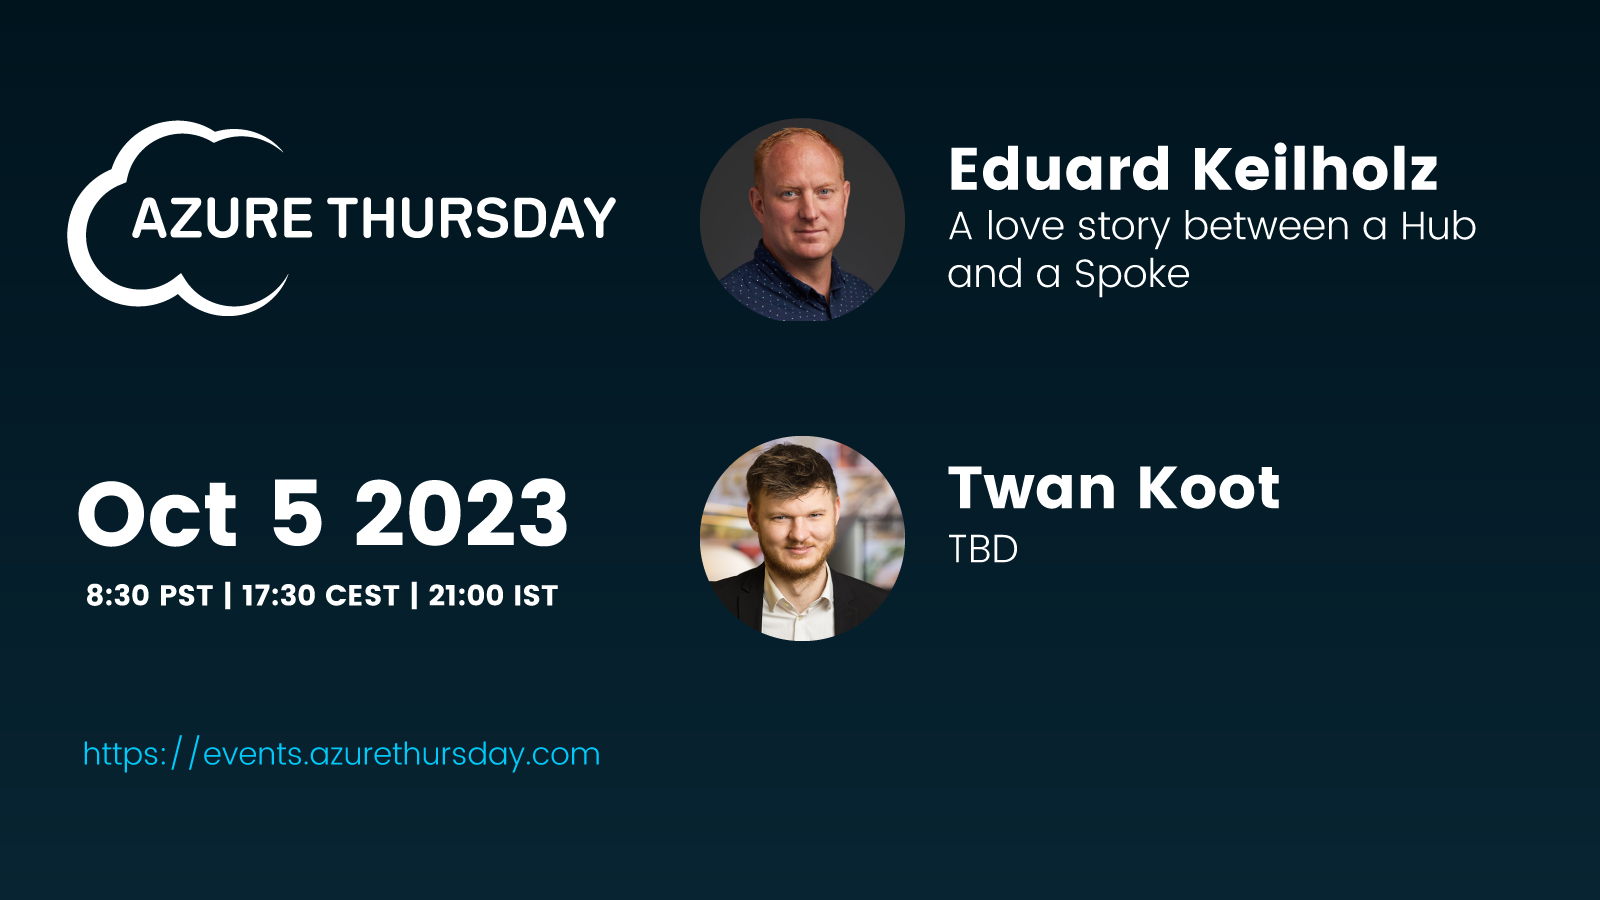 AZURE THURSDAY
Eduard Keilholz
A love story between a Hub
and a Spoke
Oct 5 2023
8:30 PST | 17:30 CEST | 21:00 IST
Twan Koot
TBD
https://events.azurethursday.com